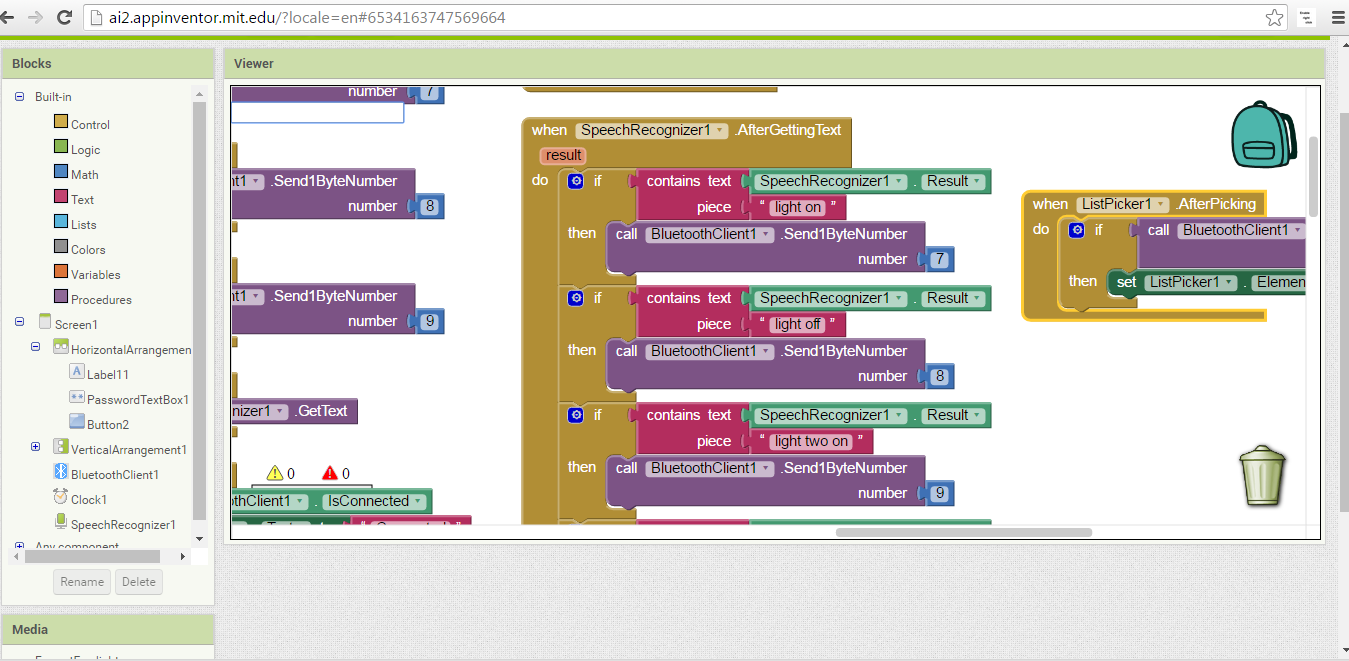 ai2.appinventor.mit.edu/?locale=en#6534163747569664
Blocks
Built-in
Control
Logic
Math
Text
Lists
Colors
Variables
Procedures
Screen1
HorizontalArrangemen
Label11
PasswordTextBox1
Button2
VerticalArrangement1
BluetoothClient1
Clock1
SpeechRecognizer1
Any component
Rename Delete
Media
Viewer
number 7
nt1 .Send1ByteNumber
number 8
nt1 .Send1ByteNumber
number 9
nizer1 .GetText
0 0
othClient1 . IsConnected
when SpeechRecognizer1 .AfterGettingText
result
do if contains text SpeechRecognizer1 . Result
piece “ light on ”
then call BluetoothClient1 .Send1ByteNumber
number 7
if contains text SpeechRecognizer1 . Result
piece “ light off ”
then call BluetoothClient1 .Send1ByteNumber
number 8
if contains text SpeechRecognizer1 . Result
piece “ light two on ”
then call BluetoothClient1 .Send1ByteNumber
number 9
when ListPicker1 .AfterPicking
do if call BluetoothClient1
then set ListPicker1 . Elemen